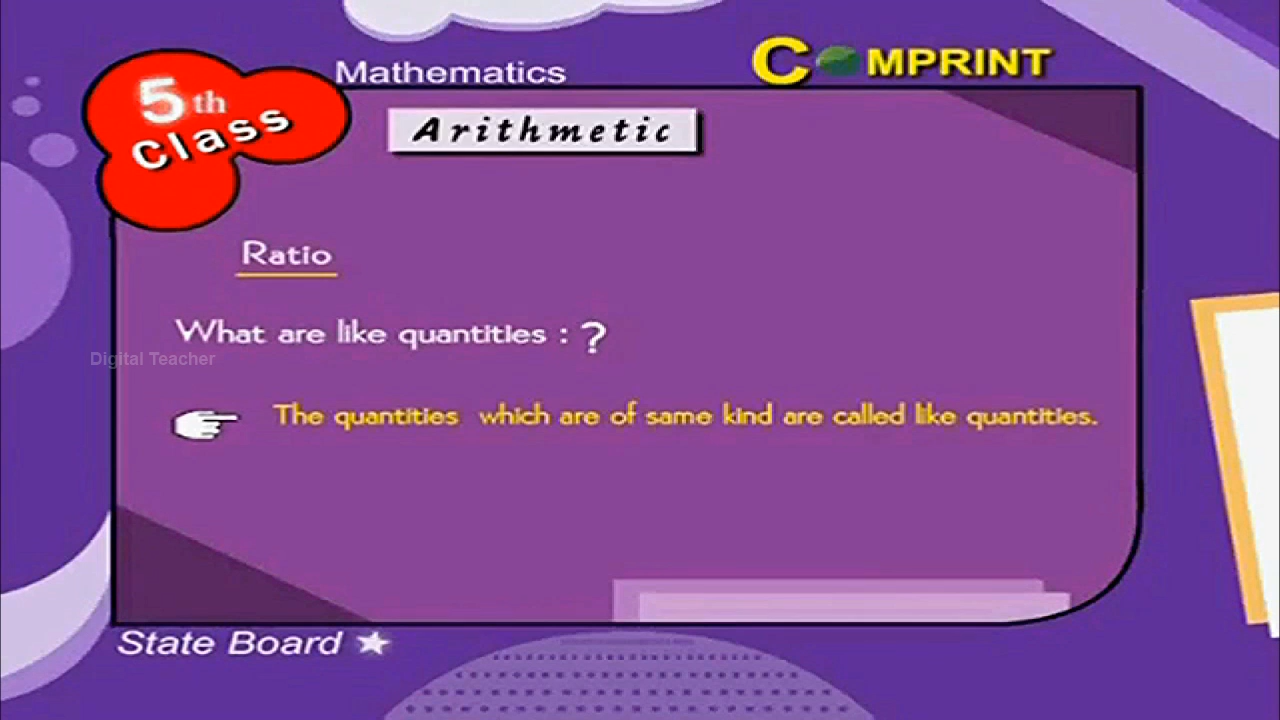 Mathematics
COMPRINT
5th
Class
Arithmetic
Ratio
What are like quantities : ?
Digital Teacher
The quantities which are of same kind are called like quantities.
State Board